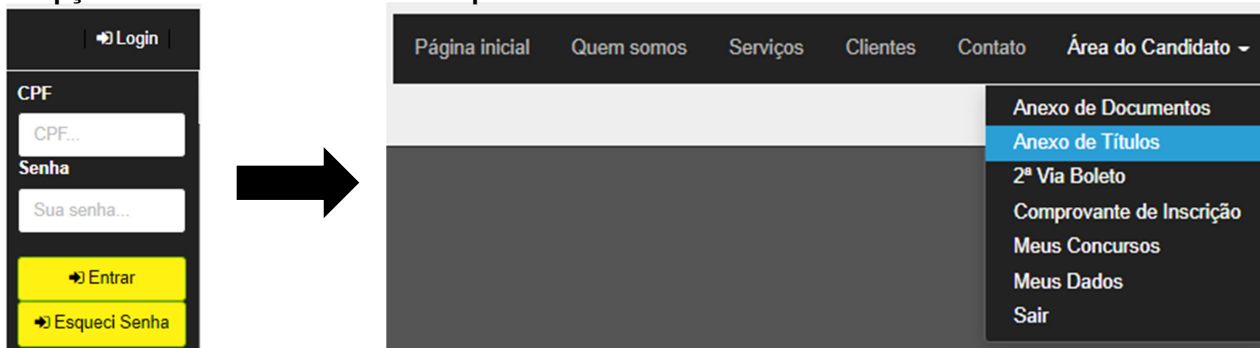 Login
CPF
CPF...
Senha
Sua senha...
Entrar
Esqueci Senha
Página inicial Quem somos Serviços Clientes Contato Área do Candidato
Anexo de Documentos
Anexo de Títulos
2ª Via Boleto
Comprovante de Inscrição
Meus Concursos
Meus Dados
Sair